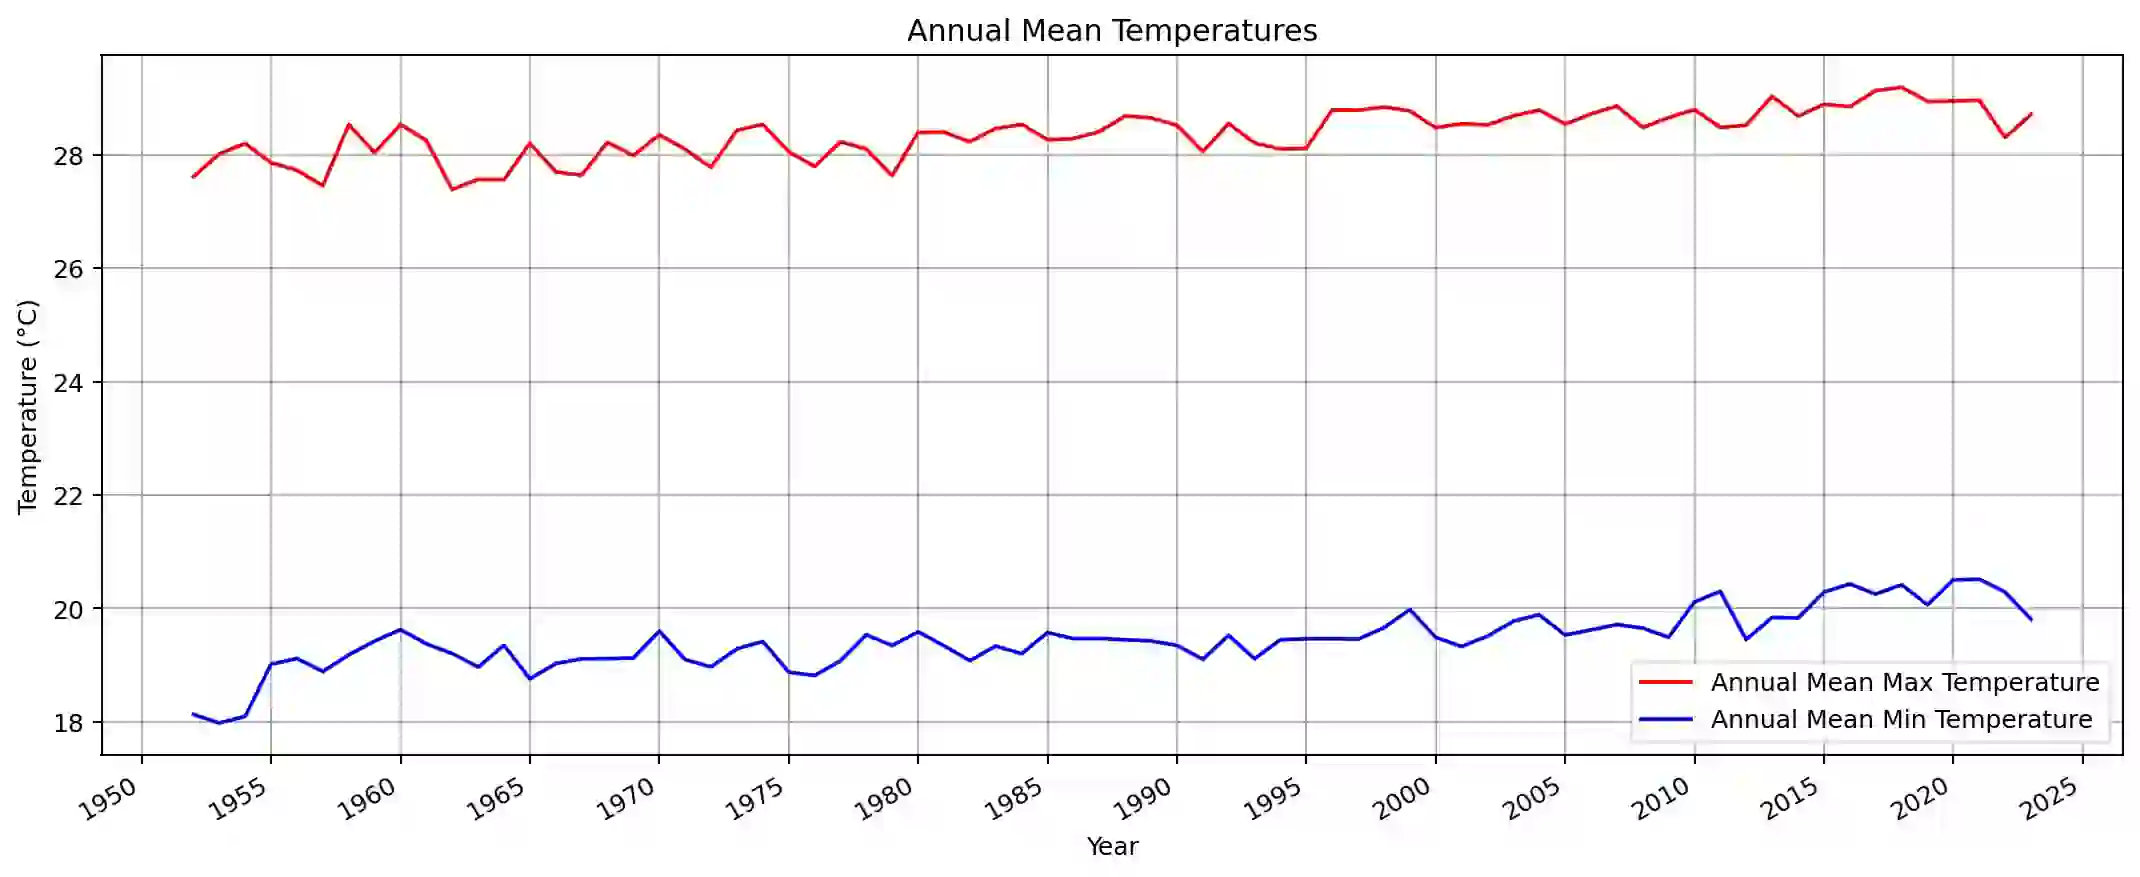 Annual Mean Temperatures
Temperature (°C)
28
26
24
22
20
18
Annual Mean Max Temperature
Annual Mean Min Temperature
1950 1955 1960 1965 1970 1975 1980 1985 1990 1995 2000 2005 2010 2015 2020 2025
Year